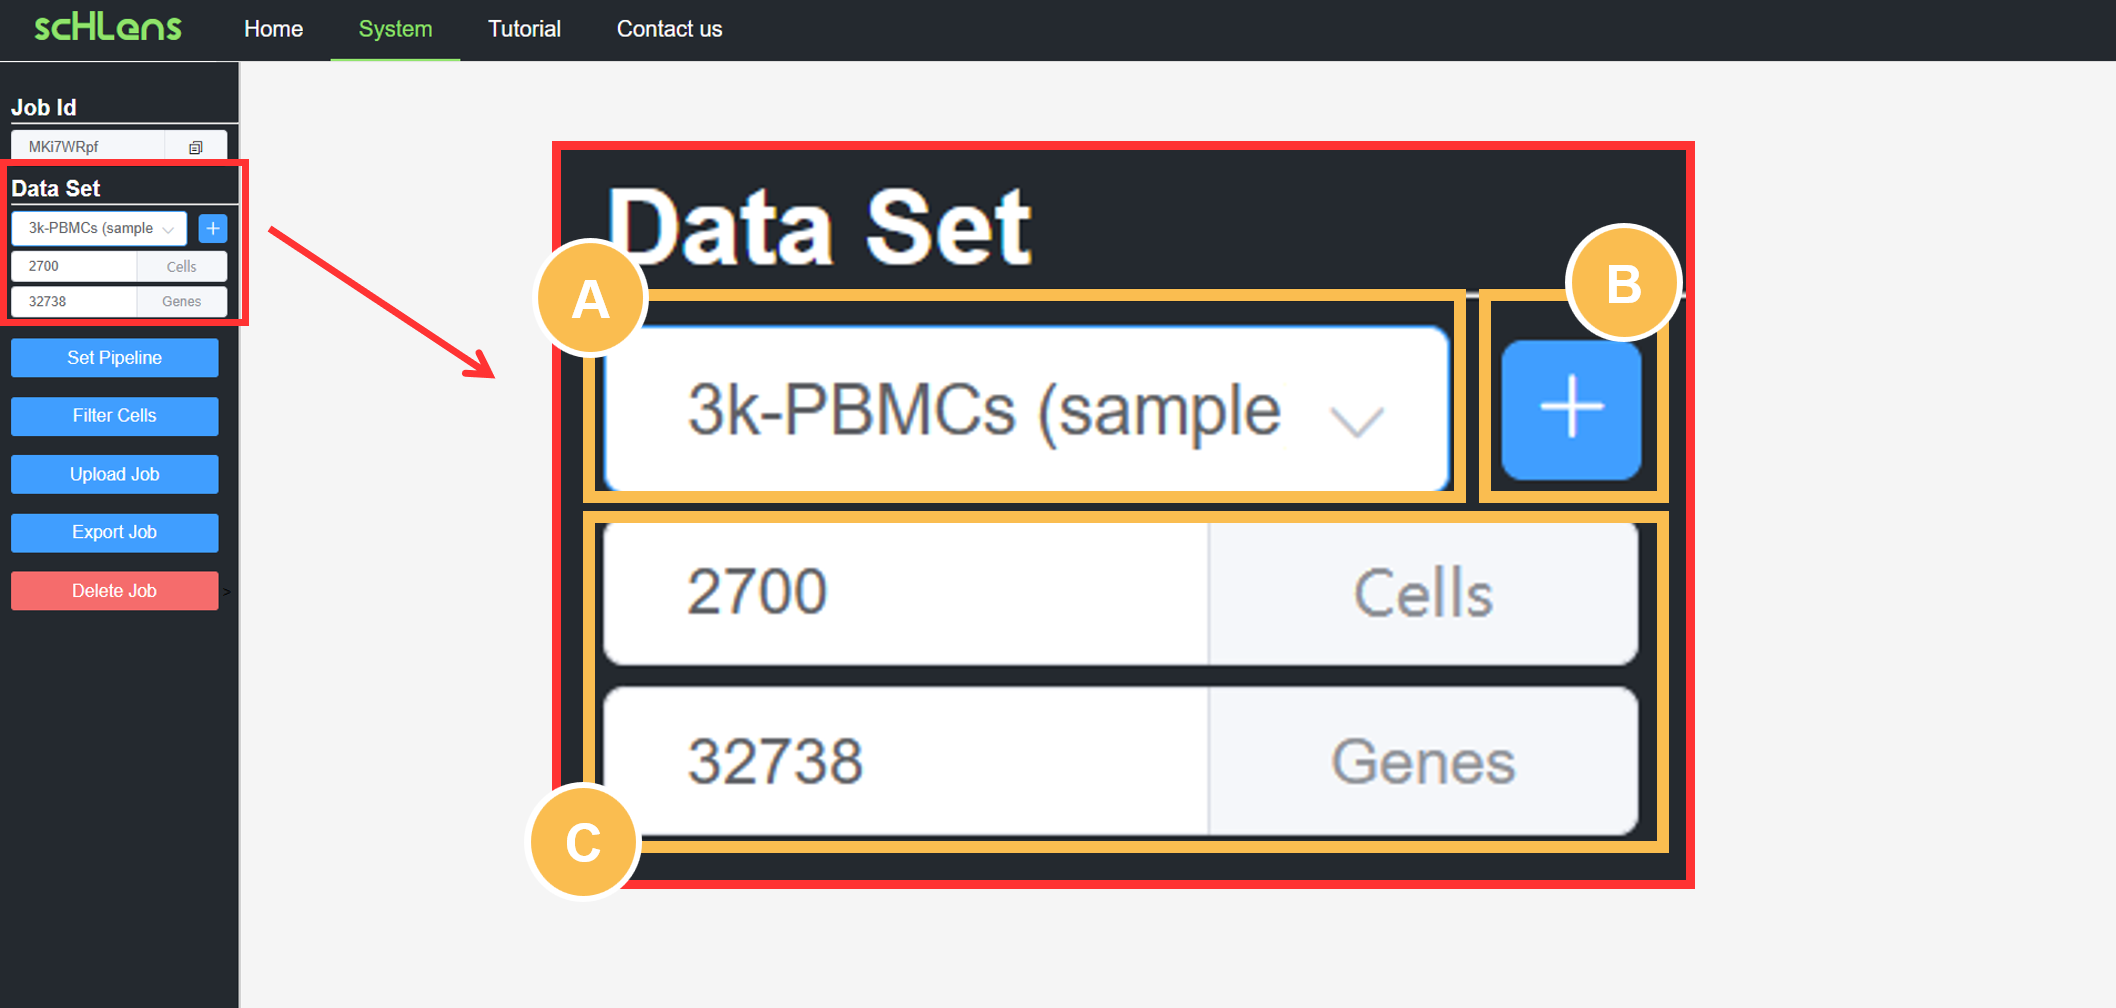 scHLens
Home
System
Tutorial
Contact us
Job Id
MKi7WRpf
Data Set
3k-PBMCs (sample
2700
Cells
32738
Genes
Set Pipeline
Filter Cells
Upload Job
Export Job
Delete Job
>
Data Set
A
B
3k-PBMCs (sample
2700
Cells
32738
Genes
C